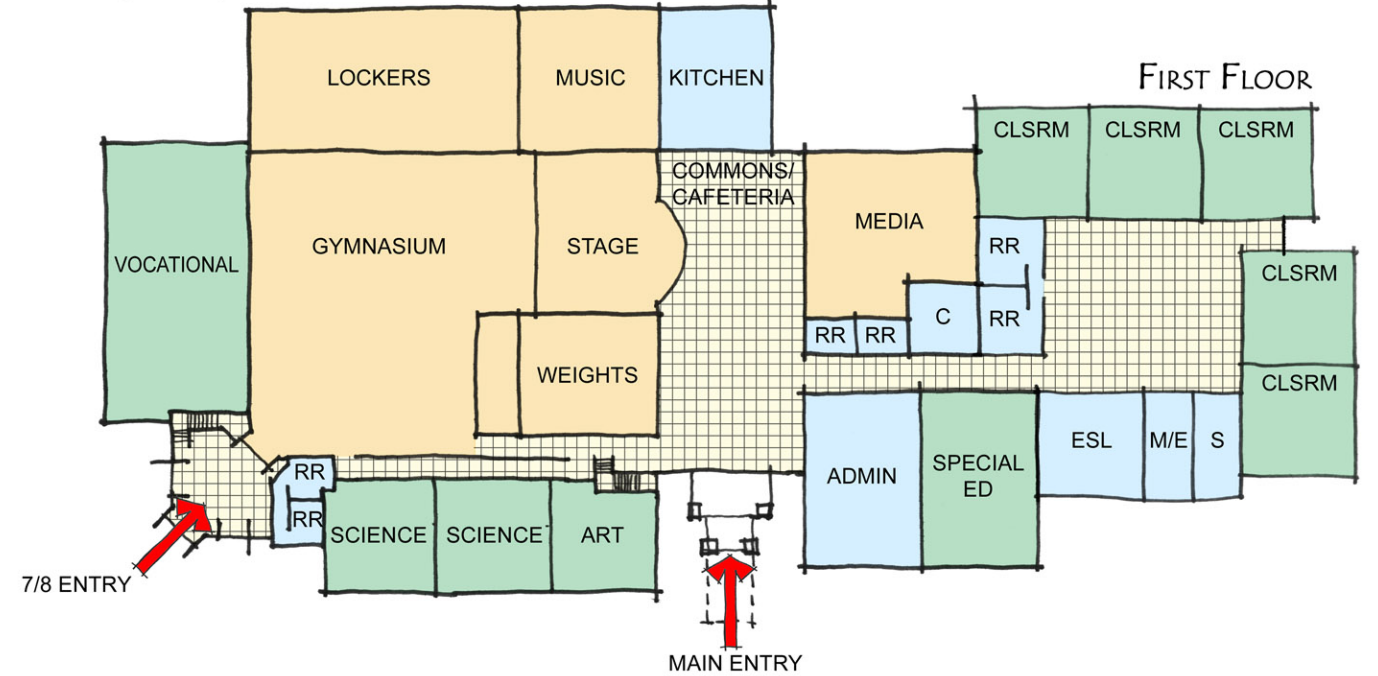 FIRST FLOOR
LOCKERS
MUSIC
KITCHEN
CLSRM
CLSRM
CLSRM
COMMONS/
CAFETERIA
VOCATIONAL
GYMNASIUM
STAGE
MEDIA
RR
CLSRM
RR
RR
C
RR
WEIGHTS
CLSRM
ADMIN
SPECIAL
ED
ESL
M/E
S
RR
RR
SCIENCE
SCIENCE
ART
7/8 ENTRY
MAIN ENTRY